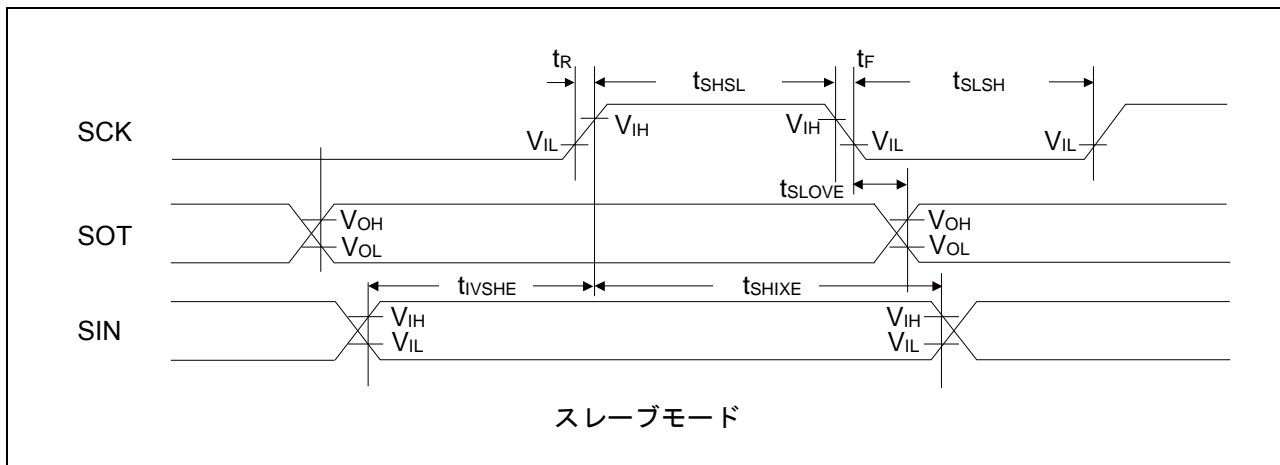 tR tSHSL tF tSLSH
SCK VIL VIH VIH VIL VIL
tSLOVE
SOT VOH VOH
VOL VOL
tIVSHE tSHIXE
SIN VIH VIH
VIL VIL
スレーブモード